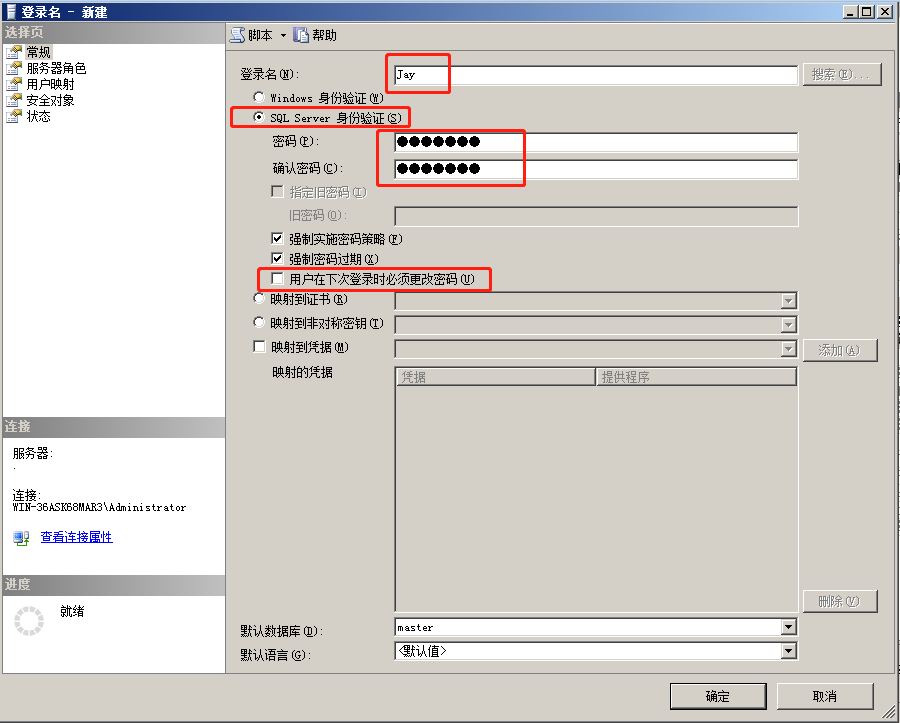 登录名 - 新建
选择页
常规
服务器角色
用户映射
安全对象
状态
脚本 帮助
登录名(N): Jay 搜索(E)...
Windows 身份验证(W)
SQL Server 身份验证(S)
密码(P): ●●●●●●●
确认密码(C): ●●●●●●●
指定旧密码(I)
旧密码(O):
强制实施密码策略(F)
强制密码过期(X)
用户在下次登录时必须更改密码(U)
映射到证书(R)
映射到非对称密钥(T)
映射到凭据(M) 添加(A)
映射的凭据 凭据 提供程序
删除(V)
默认数据库(D): master
默认语言(G): <默认值>
连接
服务器:
.
连接:
WIN-36ASK68MAR3\Administrator
查看连接属性
进度
就绪
确定 取消